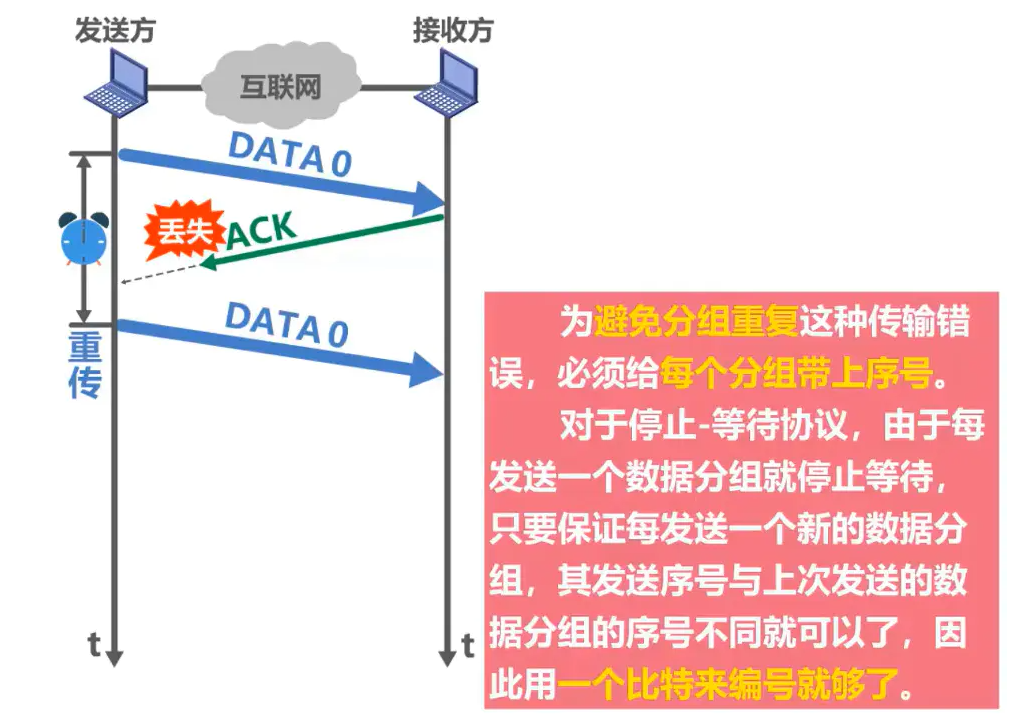 发送方
接收方
互联网
DATA 0
丢失
ACK
DATA 0
重
传
为避免分组重复这种传输错
误，必须给每个分组带上序号。
对于停止-等待协议，由于每
发送一个数据分组就停止等待，
只要保证每发送一个新的数据分
组，其发送序号与上次发送的数
据分组的序号不同就可以了，因
此用一个比特来编号就够了。
t
t